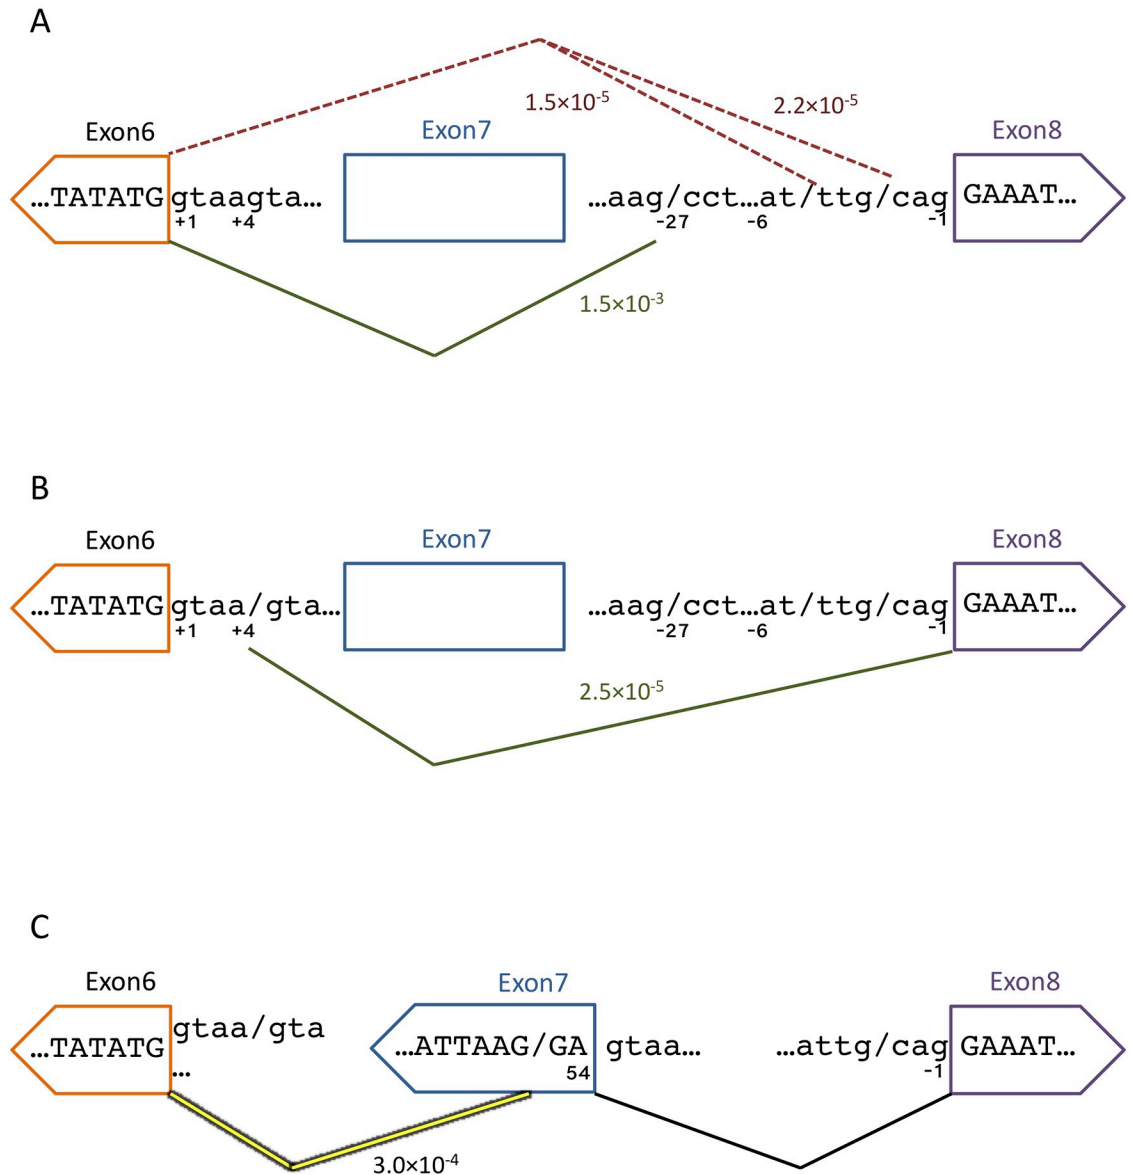 A
1.5×10-5
2.2×10-5
Exon6
Exon7
Exon8
...TATATG gtaagta...
...aag/cct...at/ttg/cag
GAAAT...
+1
+4
-27
-6
-1
1.5×10-3
B
Exon6
Exon7
Exon8
...TATATG gtaa/gta...
...aag/cct...at/ttg/cag
GAAAT...
+1
+4
-27
-6
-1
2.5×10-5
C
Exon6
Exon7
Exon8
...TATATG
gtaa/gta
...
...ATTAAG/GA
gtaa...
...attg/cag
GAAAT...
54
-1
3.0×10-4